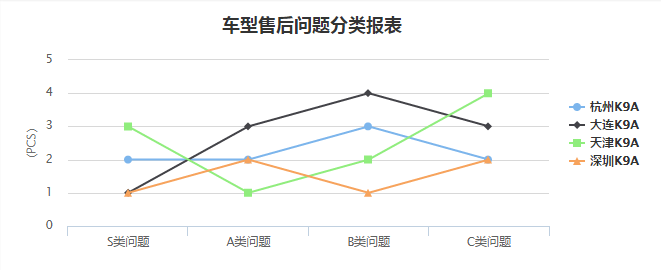 车型售后问题分类报表
5
4
3
2
1
0
(PCS)
S类问题
A类问题
B类问题
C类问题
杭州K9A
大连K9A
天津K9A
深圳K9A